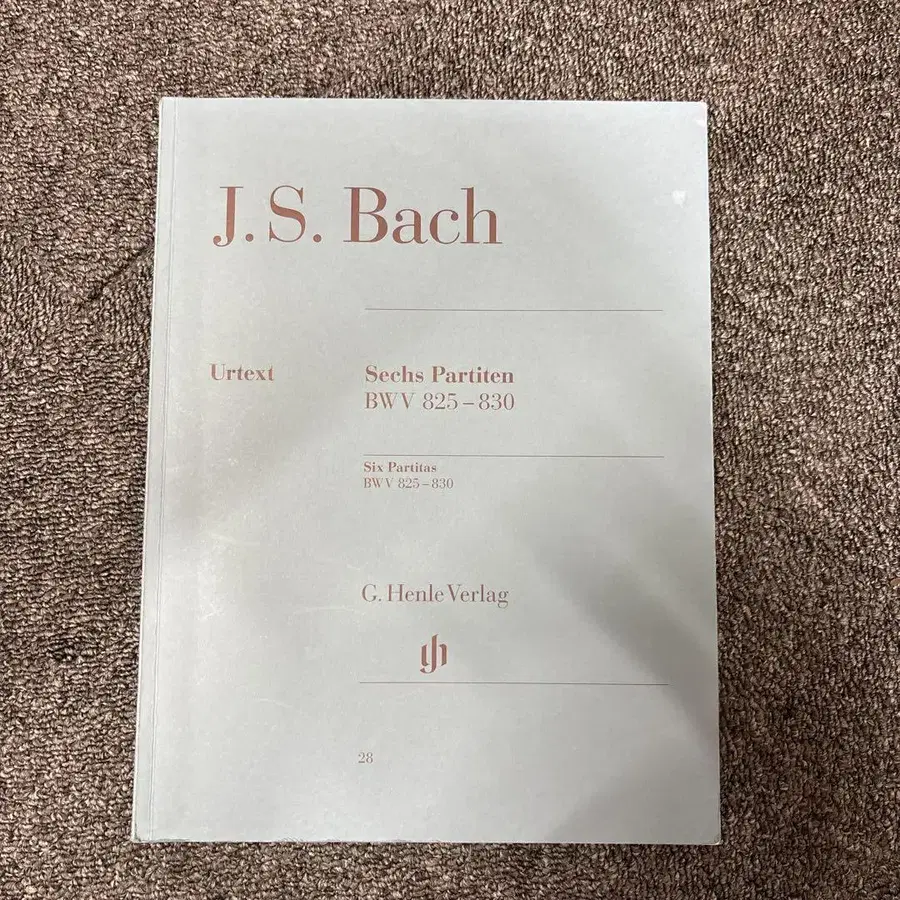 J. S. Bach
Urtext
Sechs Partiten
BWV 825–830
Six Partitas
BWV 825–830
G. Henle Verlag
28